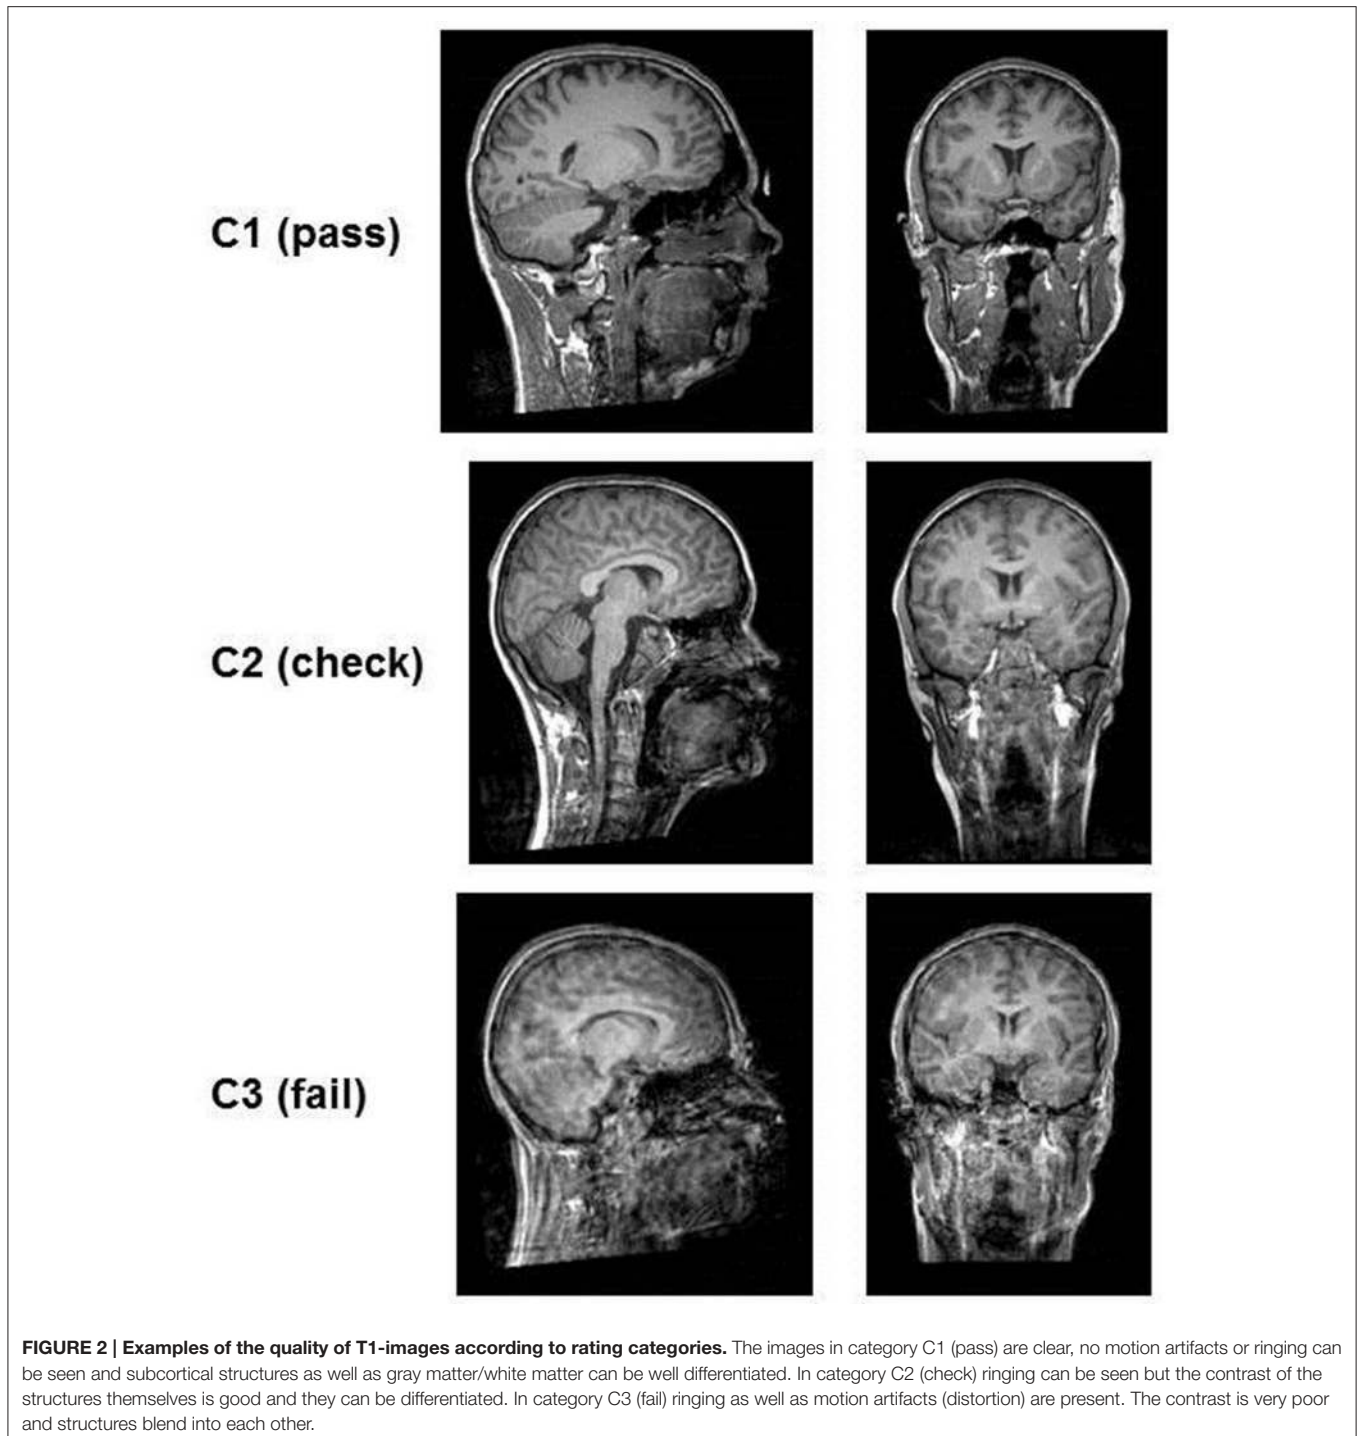 C1 (pass)
C2 (check)
C3 (fail)
FIGURE 2 | Examples of the quality of T1-images according to rating categories. The images in category C1 (pass) are clear, no motion artifacts or ringing can
be seen and subcortical structures as well as gray matter/white matter can be well differentiated. In category C2 (check) ringing can be seen but the contrast of the
structures themselves is good and they can be differentiated. In category C3 (fail) ringing as well as motion artifacts (distortion) are present. The contrast is very poor
and structures blend into each other.